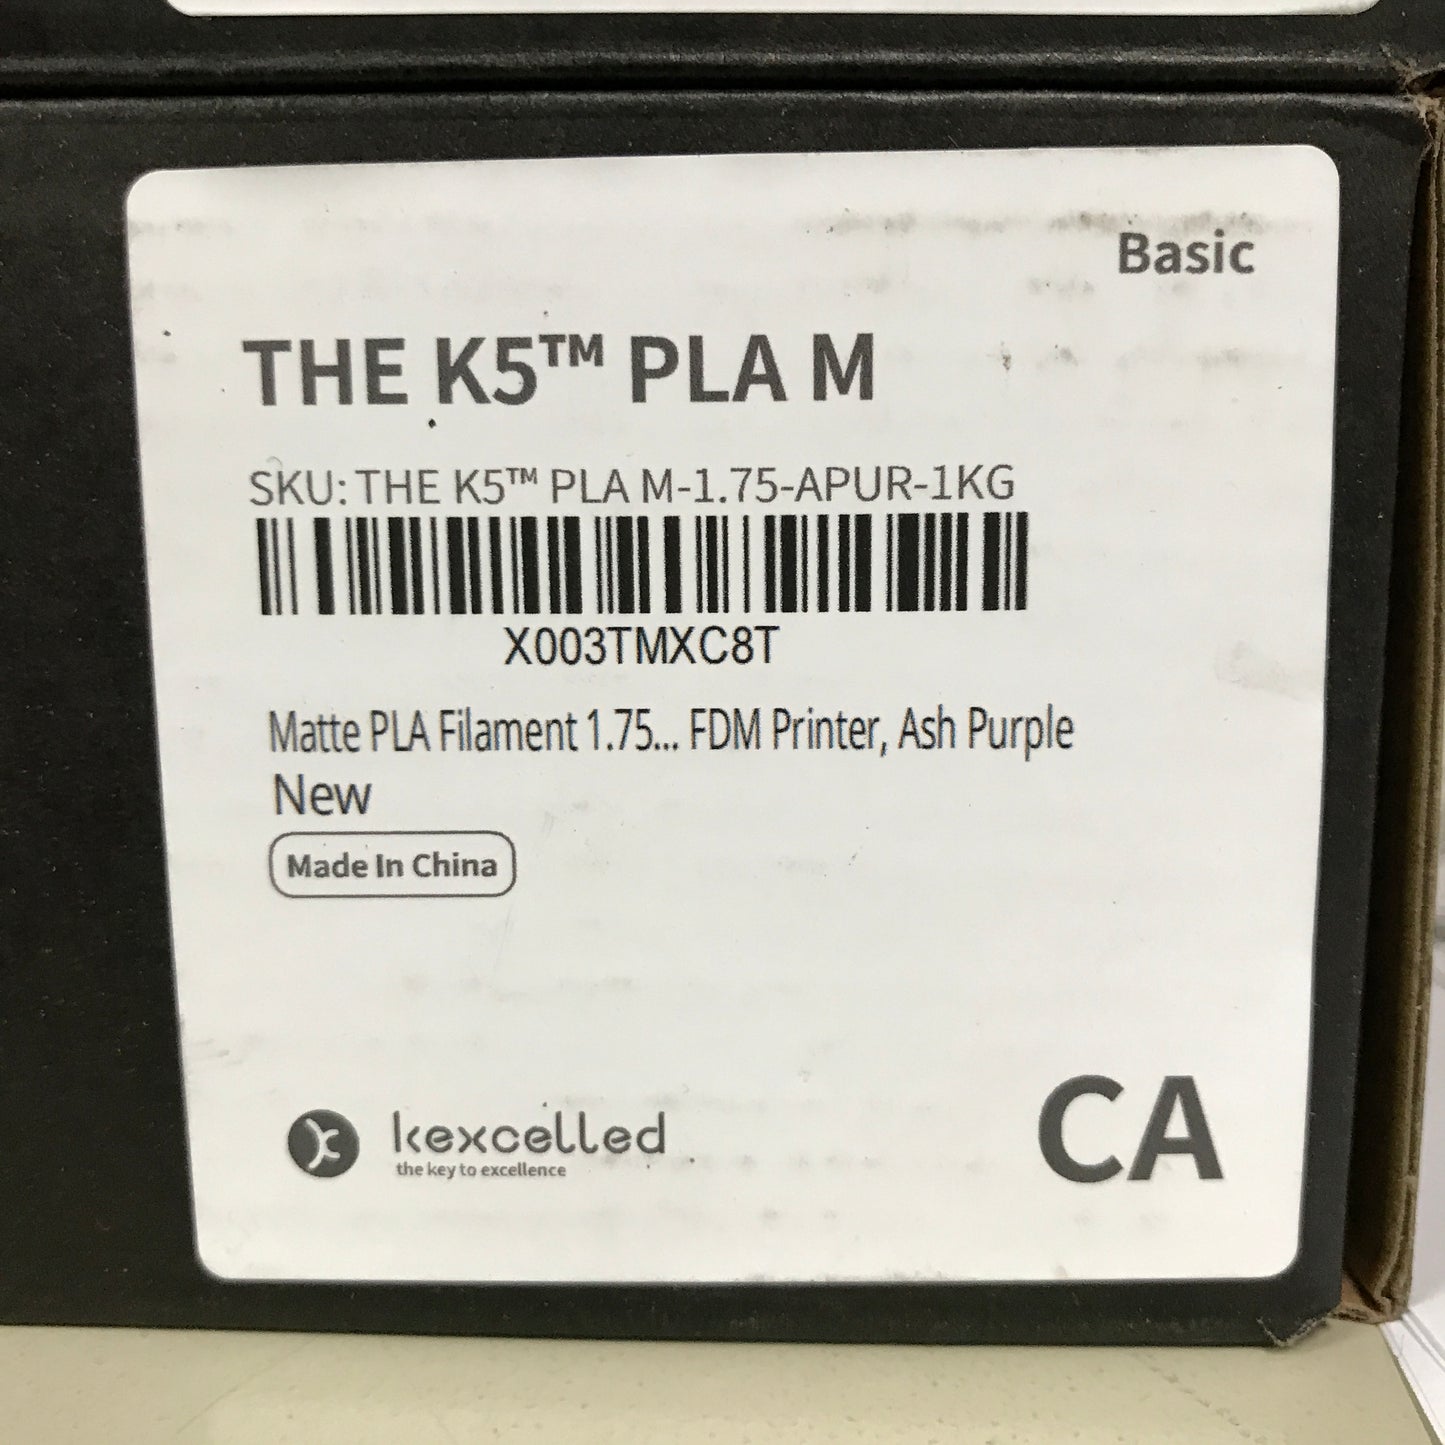 Basic
THE K5™ PLA M
SKU: THE K5™ PLA M-1.75-APUR-1KG
X003TMXC8T
Matte PLA Filament 1.75... FDM Printer, Ash Purple
New
Made In China
kexcelled
the key to excellence
CA